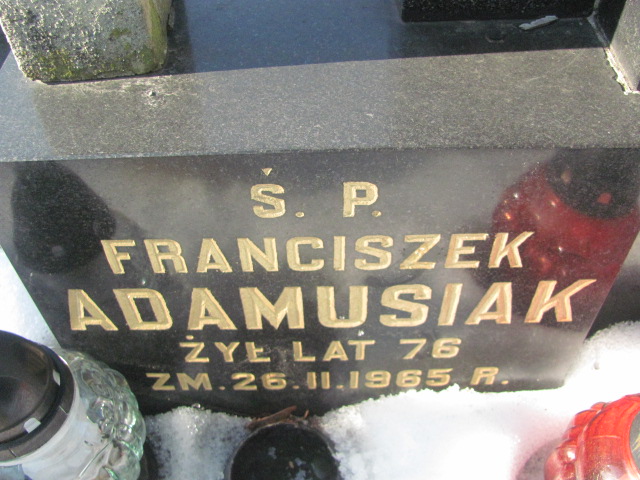 Ś. P.
FRANCISZEK
ADAMUSIAK
ŻYŁ LAT 76
ZM. 26.II.1965 R.